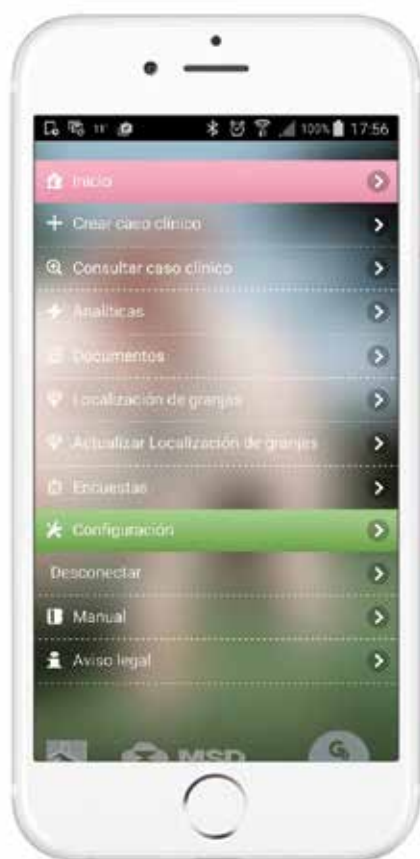 11° 100% 17:56
Inicio
Crear caso clínico
Consultar caso clínico
Analíticas
Documentos
Localización de granjas
Actualizar Localización de granjas
Encuestas
Configuración
Desconectar
Manual
Aviso legal
MSD